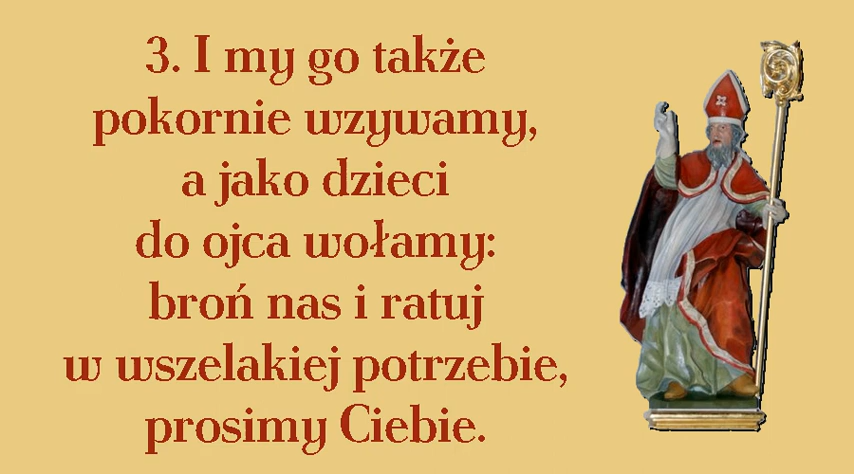 3. I my go także
pokornie wzywamy,
a jako dzieci
do ojca wołamy:
broń nas i ratuj
w wszelakiej potrzebie,
prosimy Ciebie.